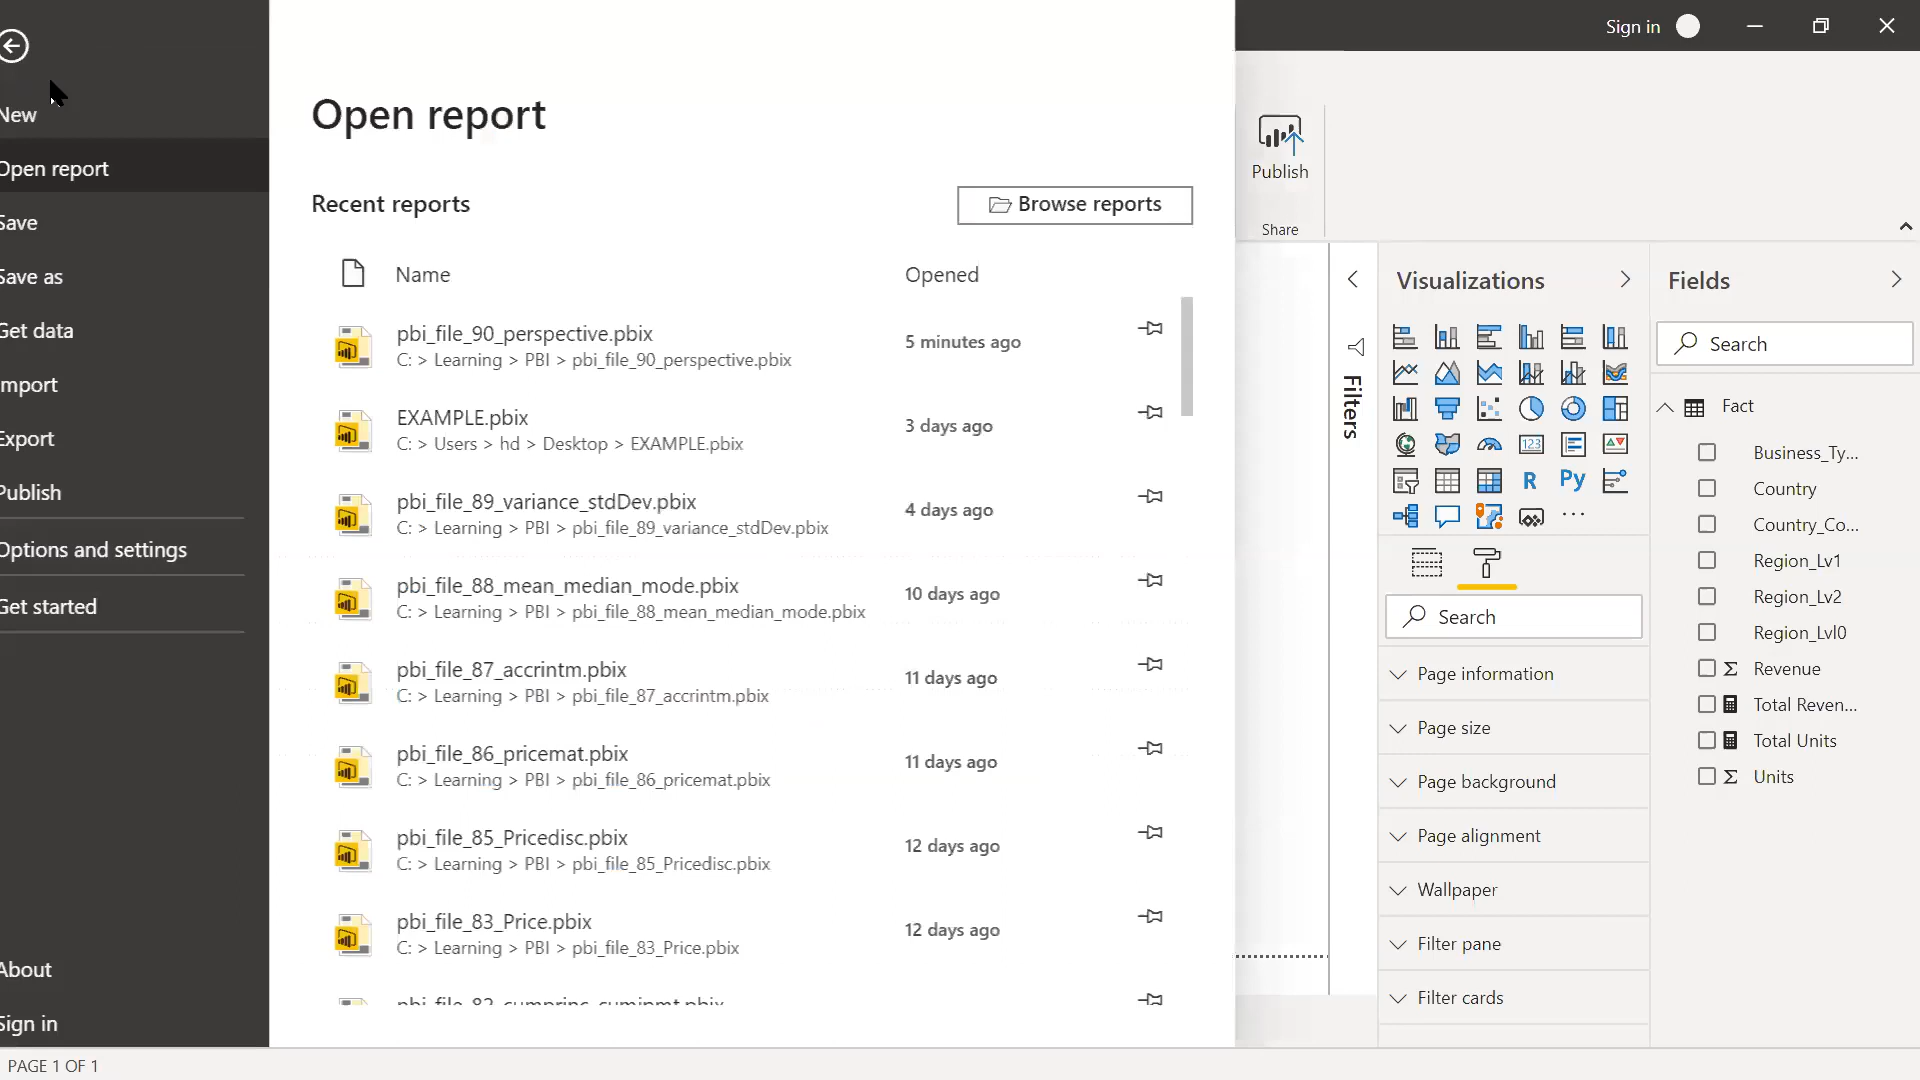 Sign in
New
Open report
Save
Save as
Get data
Import
Export
Publish
Options and settings
Get started
About
Sign in
Open report
Recent reports
Browse reports
Name Opened
pbi_file_90_perspective.pbix
C: > Learning > PBI > pbi_file_90_perspective.pbix
5 minutes ago
EXAMPLE.pbix
C: > Users > hd > Desktop > EXAMPLE.pbix
3 days ago
pbi_file_89_variance_stdDev.pbix
C: > Learning > PBI > pbi_file_89_variance_stdDev.pbix
4 days ago
pbi_file_88_mean_median_mode.pbix
C: > Learning > PBI > pbi_file_88_mean_median_mode.pbix
10 days ago
pbi_file_87_accrintm.pbix
C: > Learning > PBI > pbi_file_87_accrintm.pbix
11 days ago
pbi_file_86_pricemat.pbix
C: > Learning > PBI > pbi_file_86_pricemat.pbix
11 days ago
pbi_file_85_Pricedisc.pbix
C: > Learning > PBI > pbi_file_85_Pricedisc.pbix
12 days ago
pbi_file_83_Price.pbix
C: > Learning > PBI > pbi_file_83_Price.pbix
12 days ago
Publish
Share
Filters
Visualizations
123
R
Py
Search
Page information
Page size
Page background
Page alignment
Wallpaper
Filter pane
Filter cards
Fields
Search
Fact
Business_Ty...
Country
Country_Co...
Region_Lv1
Region_Lv2
Region_Lvl0
Σ Revenue
Total Reven...
Total Units
Σ Units
PAGE 1 OF 1